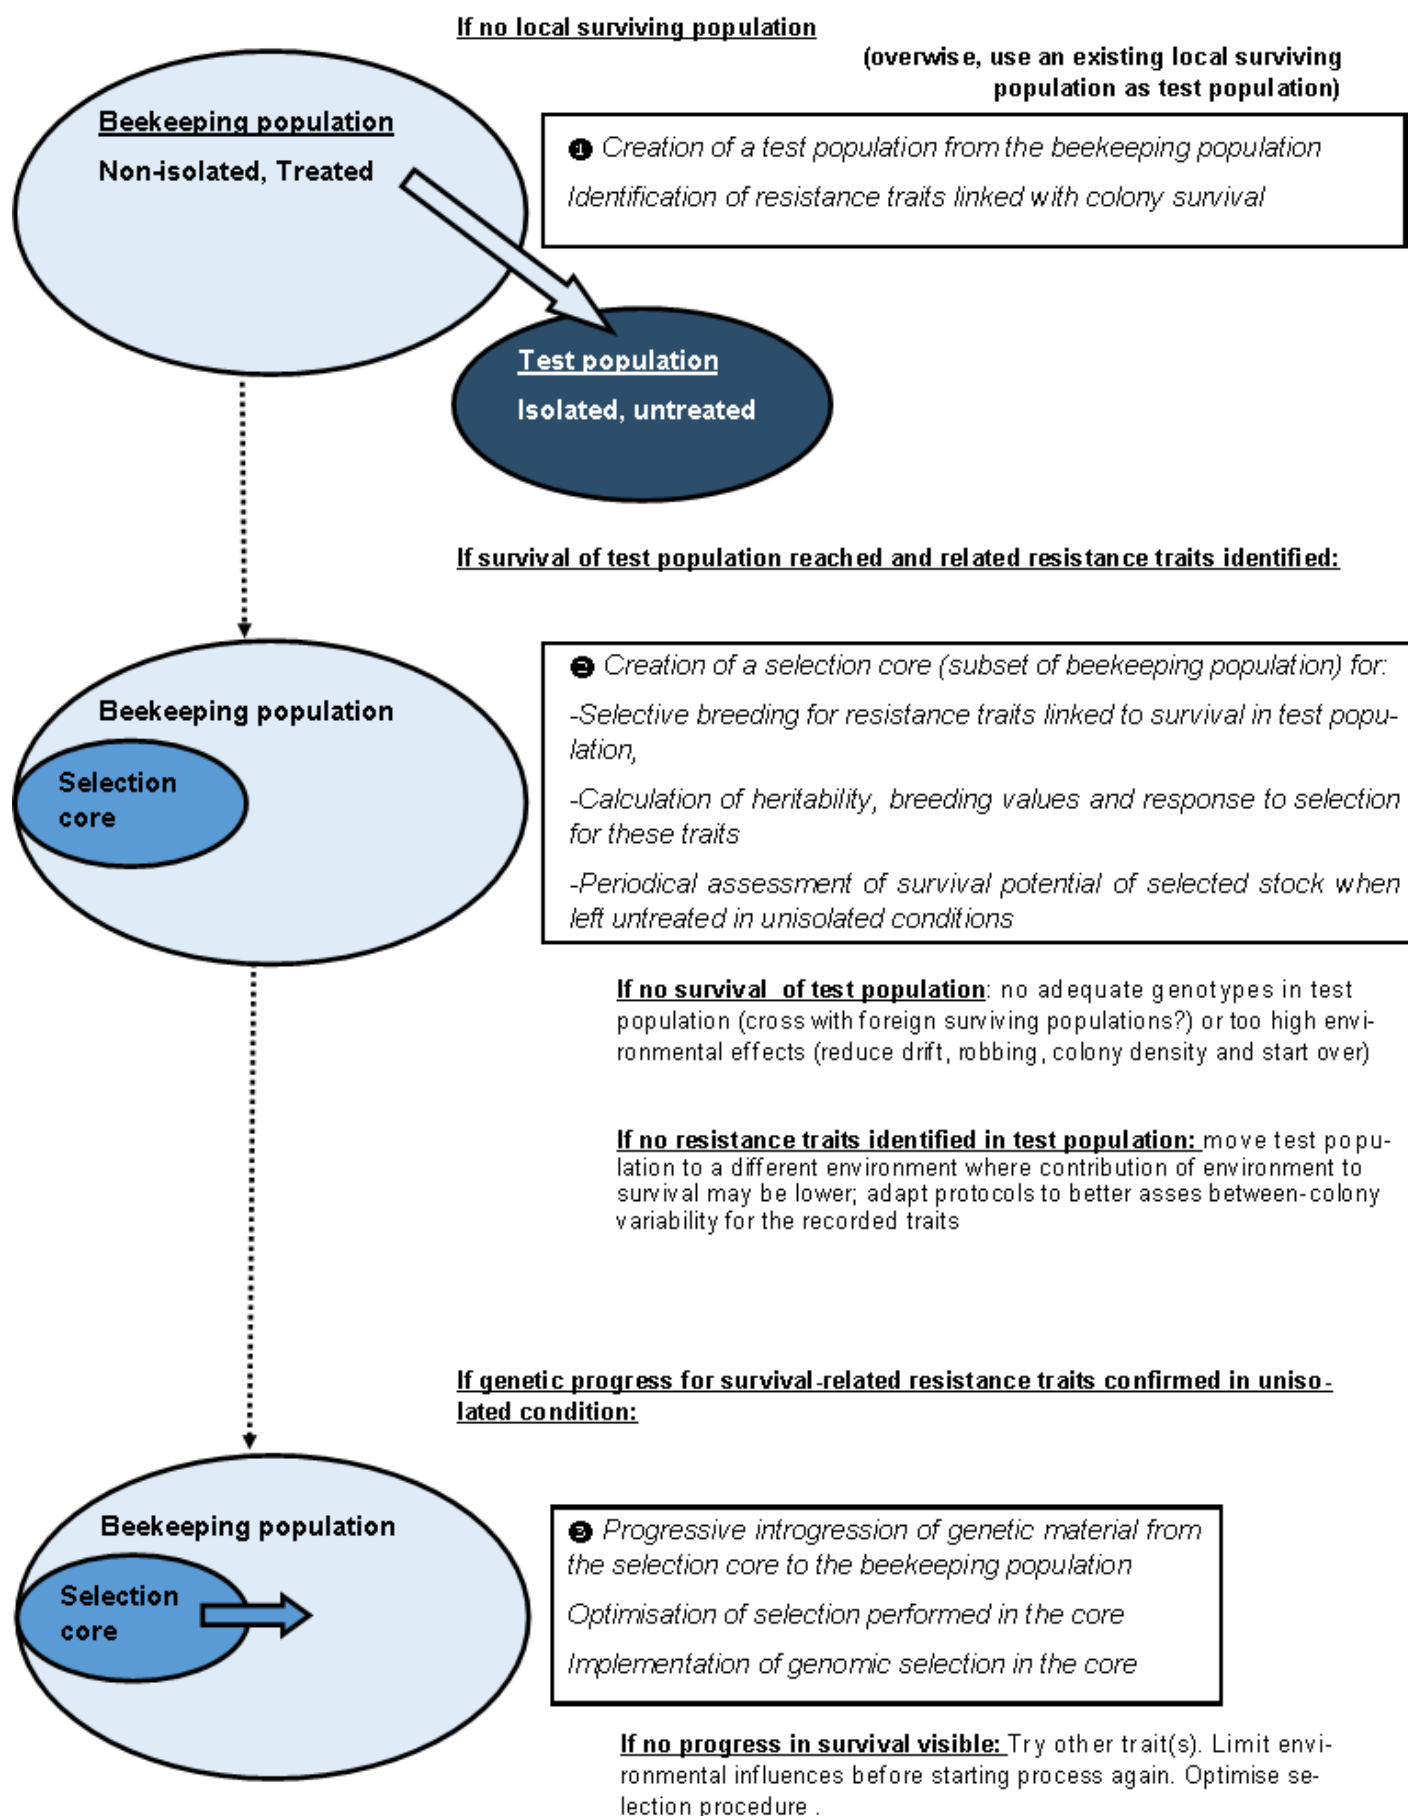 If no local surviving population
(overwise, use an existing local surviving
population as test population)
Beekeeping population
Non-isolated, Treated
❶ Creation of a test population from the beekeeping population
Identification of resistance traits linked with colony survival
Test population
Isolated, untreated
If survival of test population reached and related resistance traits identified:
Beekeeping population
Selection
core
❷ Creation of a selection core (subset of beekeeping population) for:
-Selective breeding for resistance traits linked to survival in test popu-
lation,
-Calculation of heritability, breeding values and response to selection
for these traits
-Periodical assessment of survival potential of selected stock when
left untreated in unisolated conditions
If no survival of test population: no adequate genotypes in test
population (cross with foreign surviving populations?) or too high envi-
ronmental effects (reduce drift, robbing, colony density and start over)
If no resistance traits identified in test population: move test popu-
lation to a different environment where contribution of environment to
survival may be lower; adapt protocols to better asses between-colony
variability for the recorded traits
If genetic progress for survival-related resistance traits confirmed in uniso-
lated condition:
Beekeeping population
Selection
core
❸ Progressive introgression of genetic material from
the selection core to the beekeeping population
Optimisation of selection performed in the core
Implementation of genomic selection in the core
If no progress in survival visible: Try other trait(s). Limit envi-
ronmental influences before starting process again. Optimise se-
lection procedure .